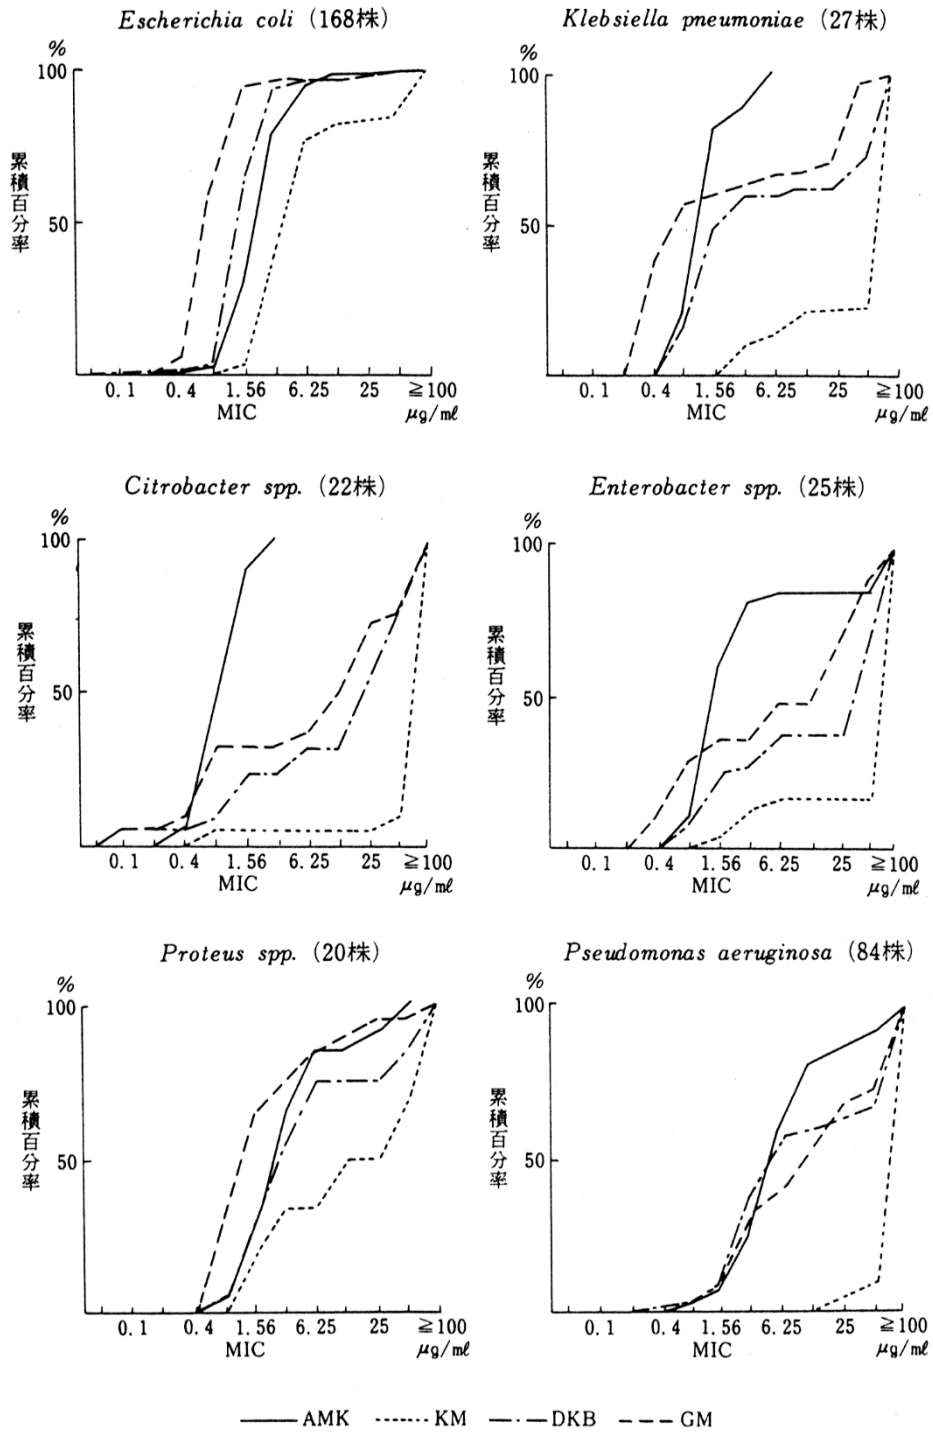 Escherichia coli (168株)
%
100
50
累積百分率
0.1 0.4 1.56 6.25 25 ≧100
MIC μg/ml
Klebsiella pneumoniae (27株)
%
100
50
累積百分率
0.1 0.4 1.56 6.25 25 ≧100
MIC μg/ml
Citrobacter spp. (22株)
%
100
50
累積百分率
0.1 0.4 1.56 6.25 25 ≧100
MIC μg/ml
Enterobacter spp. (25株)
%
100
50
累積百分率
0.1 0.4 1.56 6.25 25 ≧100
MIC μg/ml
Proteus spp. (20株)
%
100
50
累積百分率
0.1 0.4 1.56 6.25 25 ≧100
MIC μg/ml
Pseudomonas aeruginosa (84株)
%
100
50
累積百分率
0.1 0.4 1.56 6.25 25 ≧100
MIC μg/ml
AMK KM DKB GM